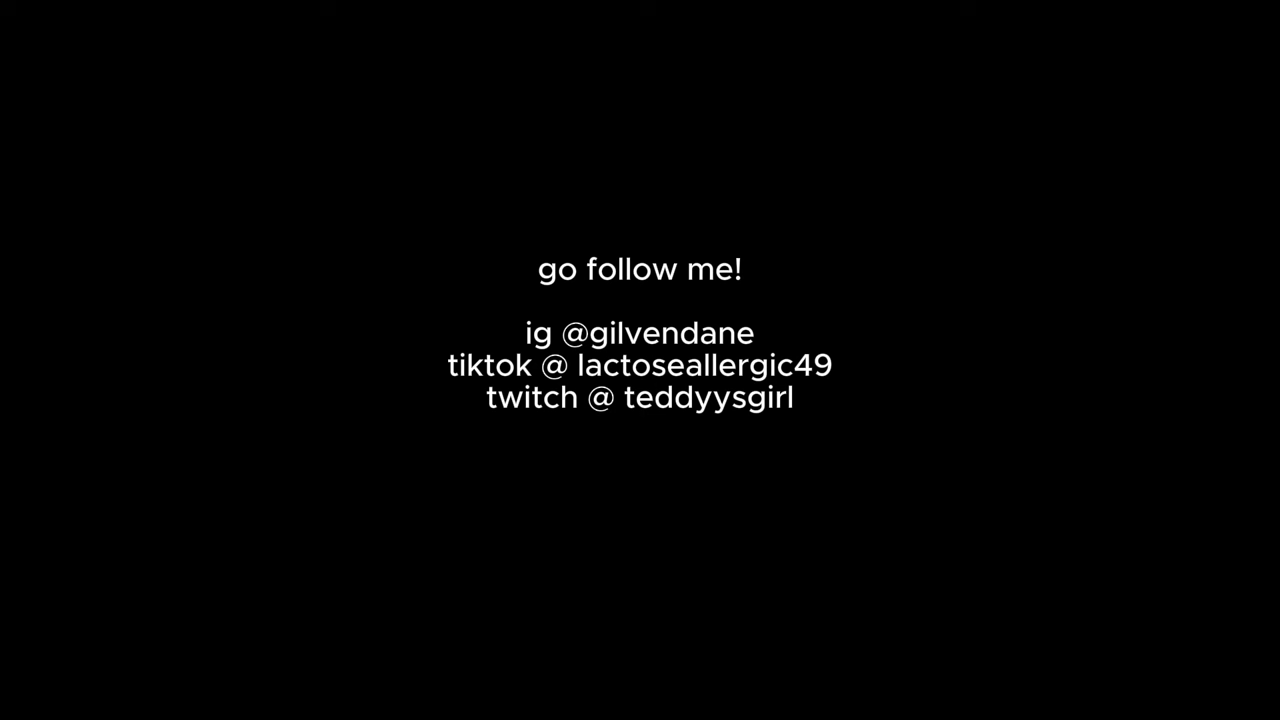 go follow me!
ig @gilvendane
tiktok @ lactoseallergic49
twitch @ teddyysgirl